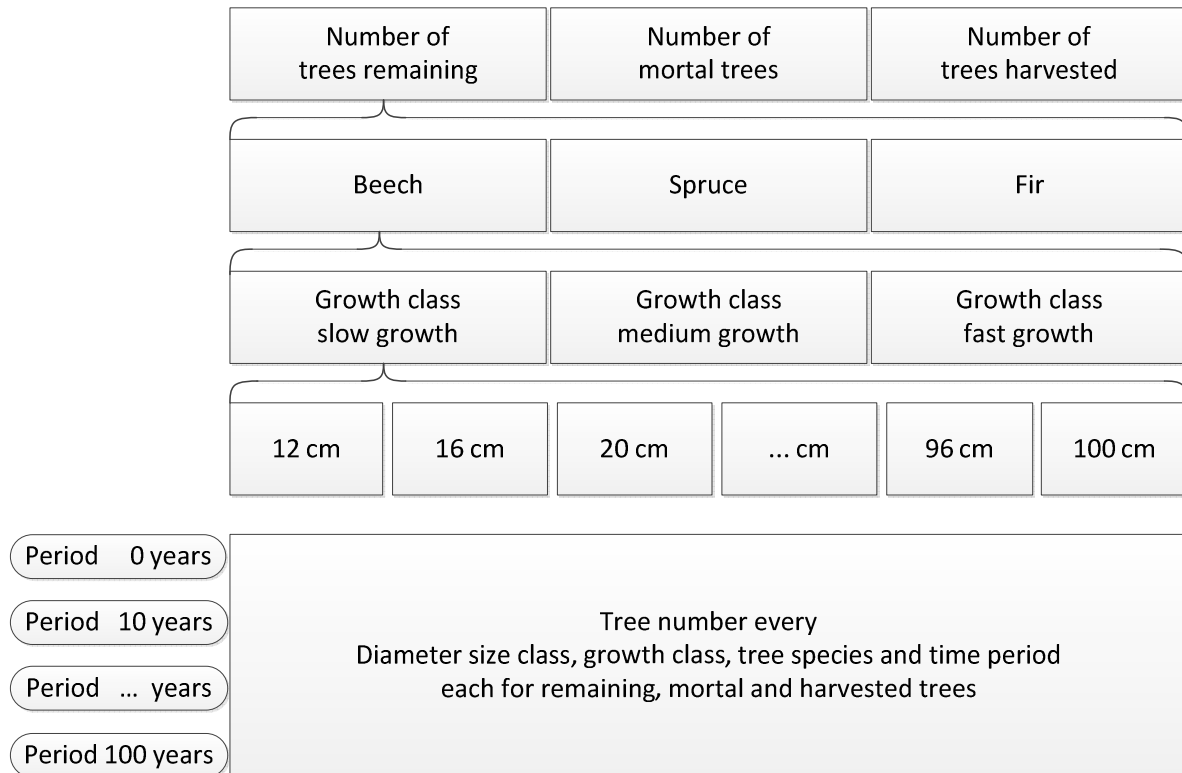 Number of
trees remaining
Number of
mortal trees
Number of
trees harvested
Beech
Spruce
Fir
Growth class
slow growth
Growth class
medium growth
Growth class
fast growth
12 cm
16 cm
20 cm
... cm
96 cm
100 cm
Period 0 years
Period 10 years
Period ... years
Period 100 years
Tree number every
Diameter size class, growth class, tree species and time period
each for remaining, mortal and harvested trees